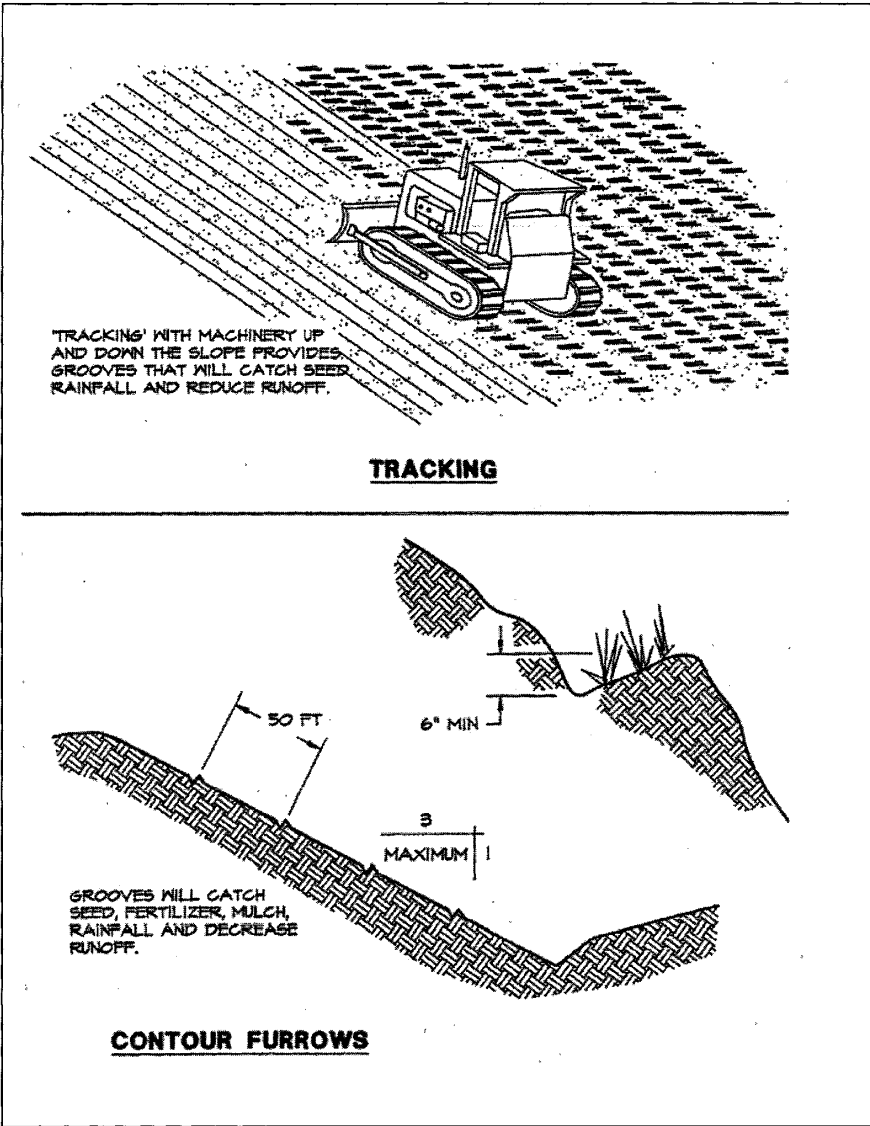 'TRACKING' WITH MACHINERY UP
AND DOWN THE SLOPE PROVIDES
GROOVES THAT WILL CATCH SEED,
RAINFALL AND REDUCE RUNOFF.
TRACKING
6" MIN
50 FT
3
MAXIMUM 1
GROOVES WILL CATCH
SEED, FERTILIZER, MULCH,
RAINFALL AND DECREASE
RUNOFF.
CONTOUR FURROWS